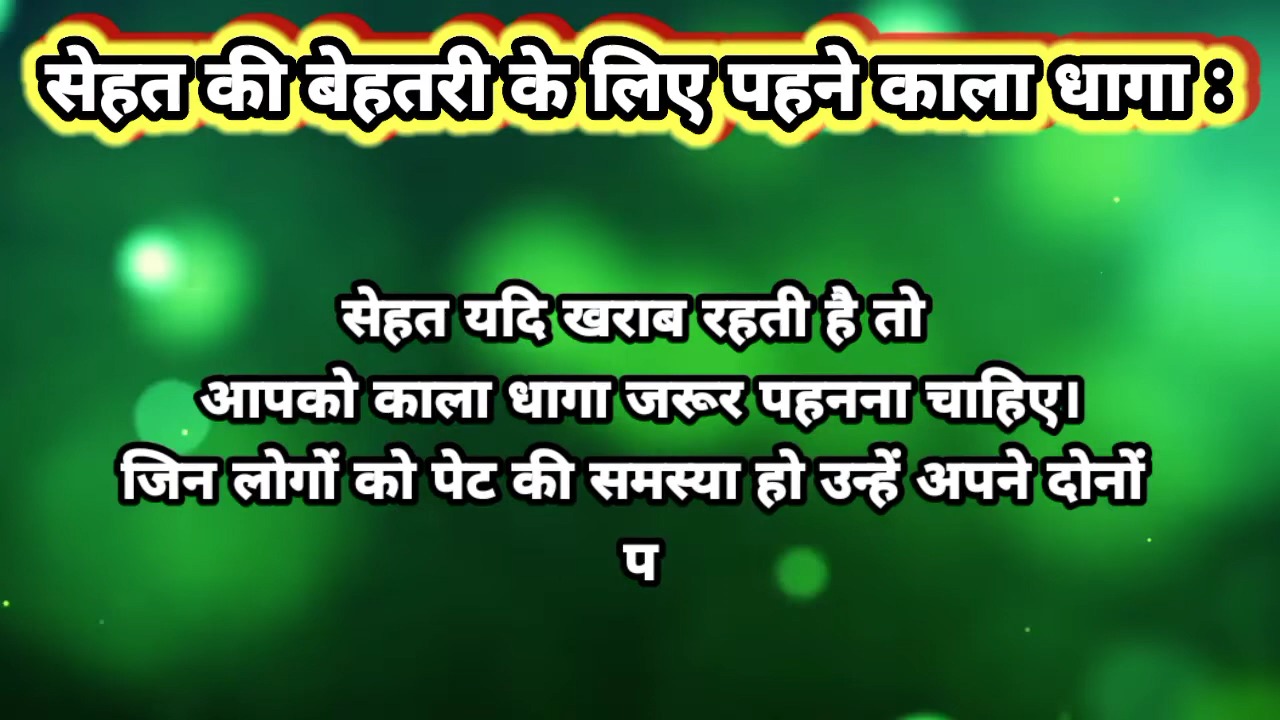 सेहत की बेहतरी के लिए पहने काला धागा :
सेहत यदि खराब रहती है तो
आपको काला धागा जरूर पहनना चाहिए।
जिन लोगों को पेट की समस्या हो उन्हें अपने दोनों
प